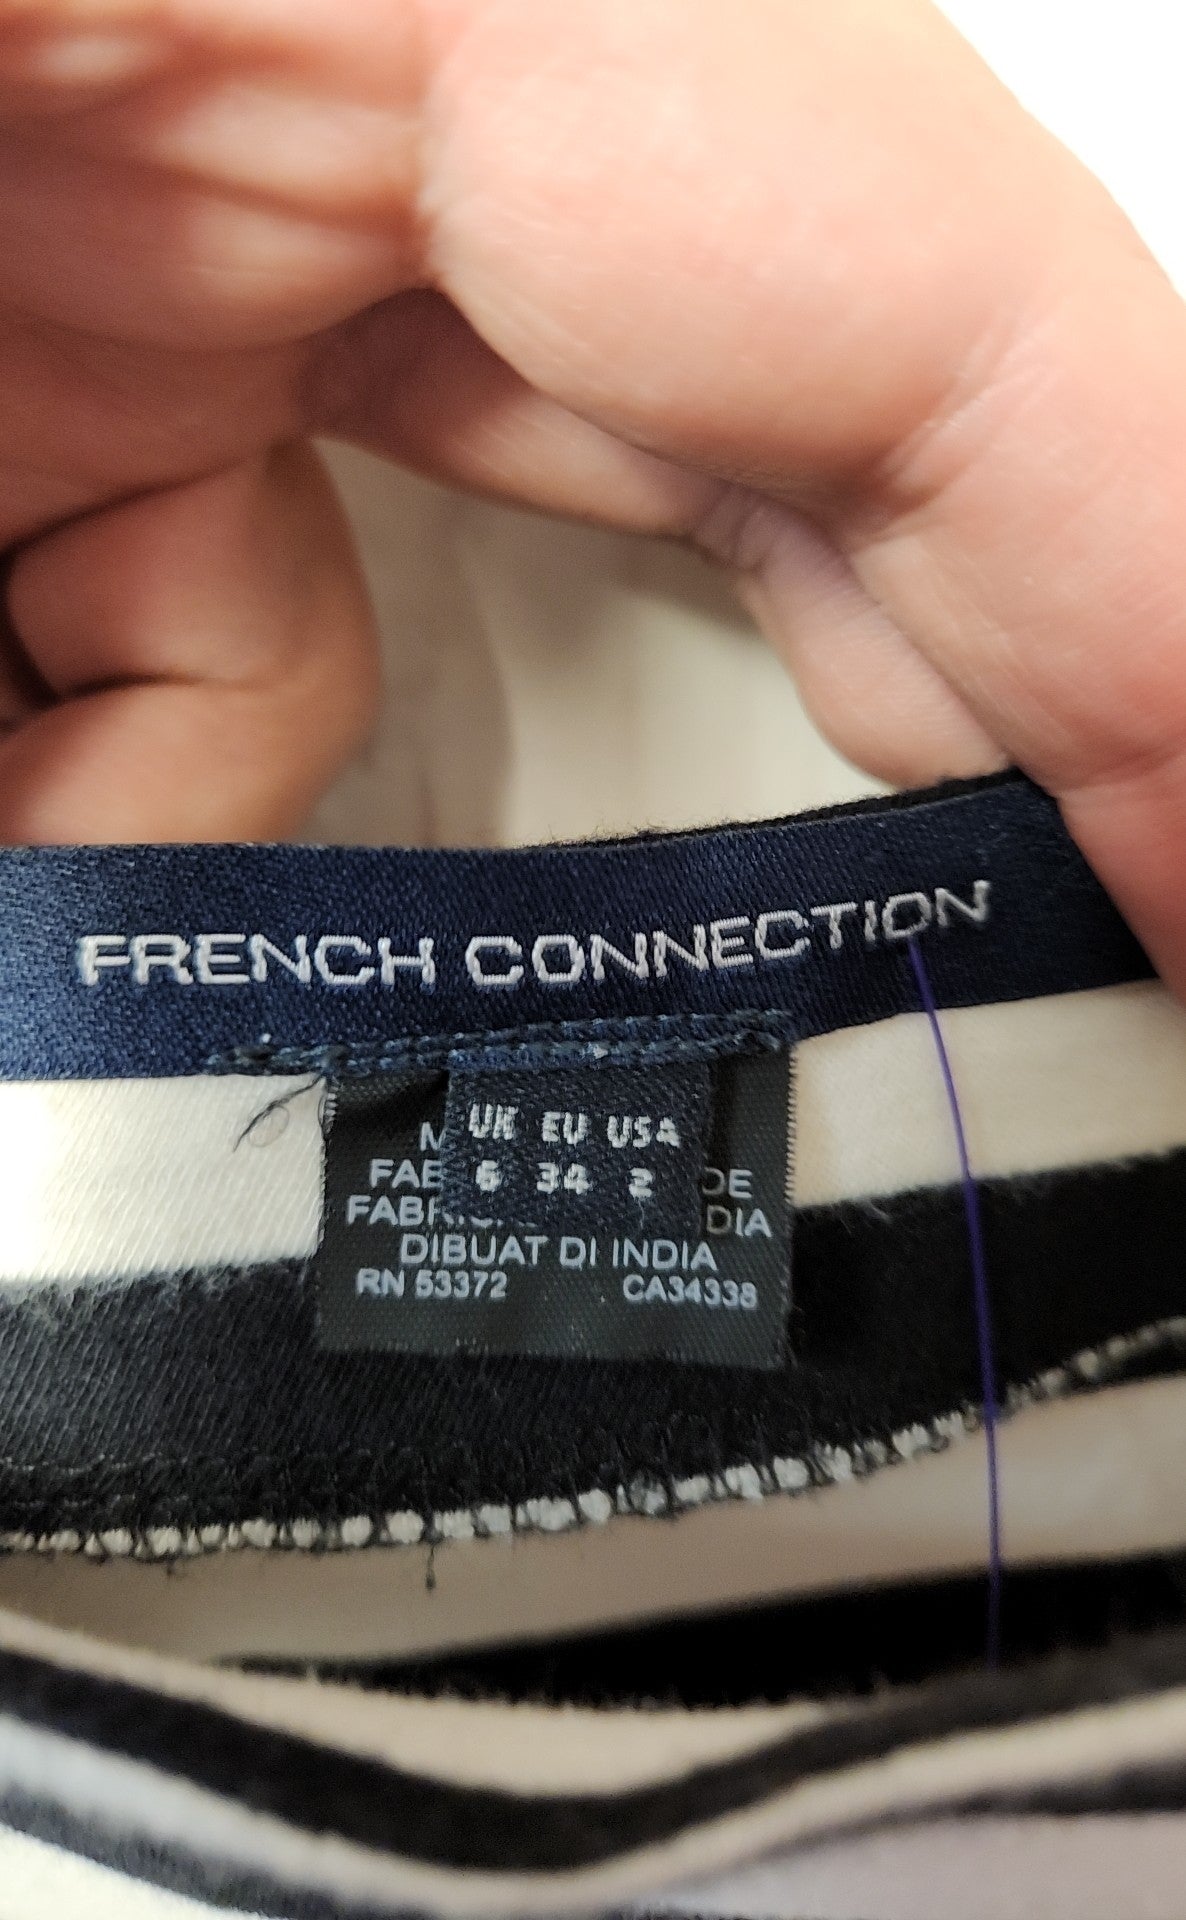 FRENCH CONNECTION
UK EU USA
6 34 2
DIBUAT DI INDIA
RN 53372 CA34338